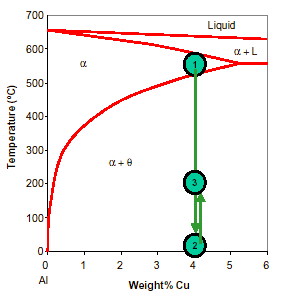 700
600
500
400
300
200
100
0
Temperature (°C)
Liquid
α + L
α
α + θ
1
3
2
0 1 2 3 4 5 6
Al
Weight% Cu